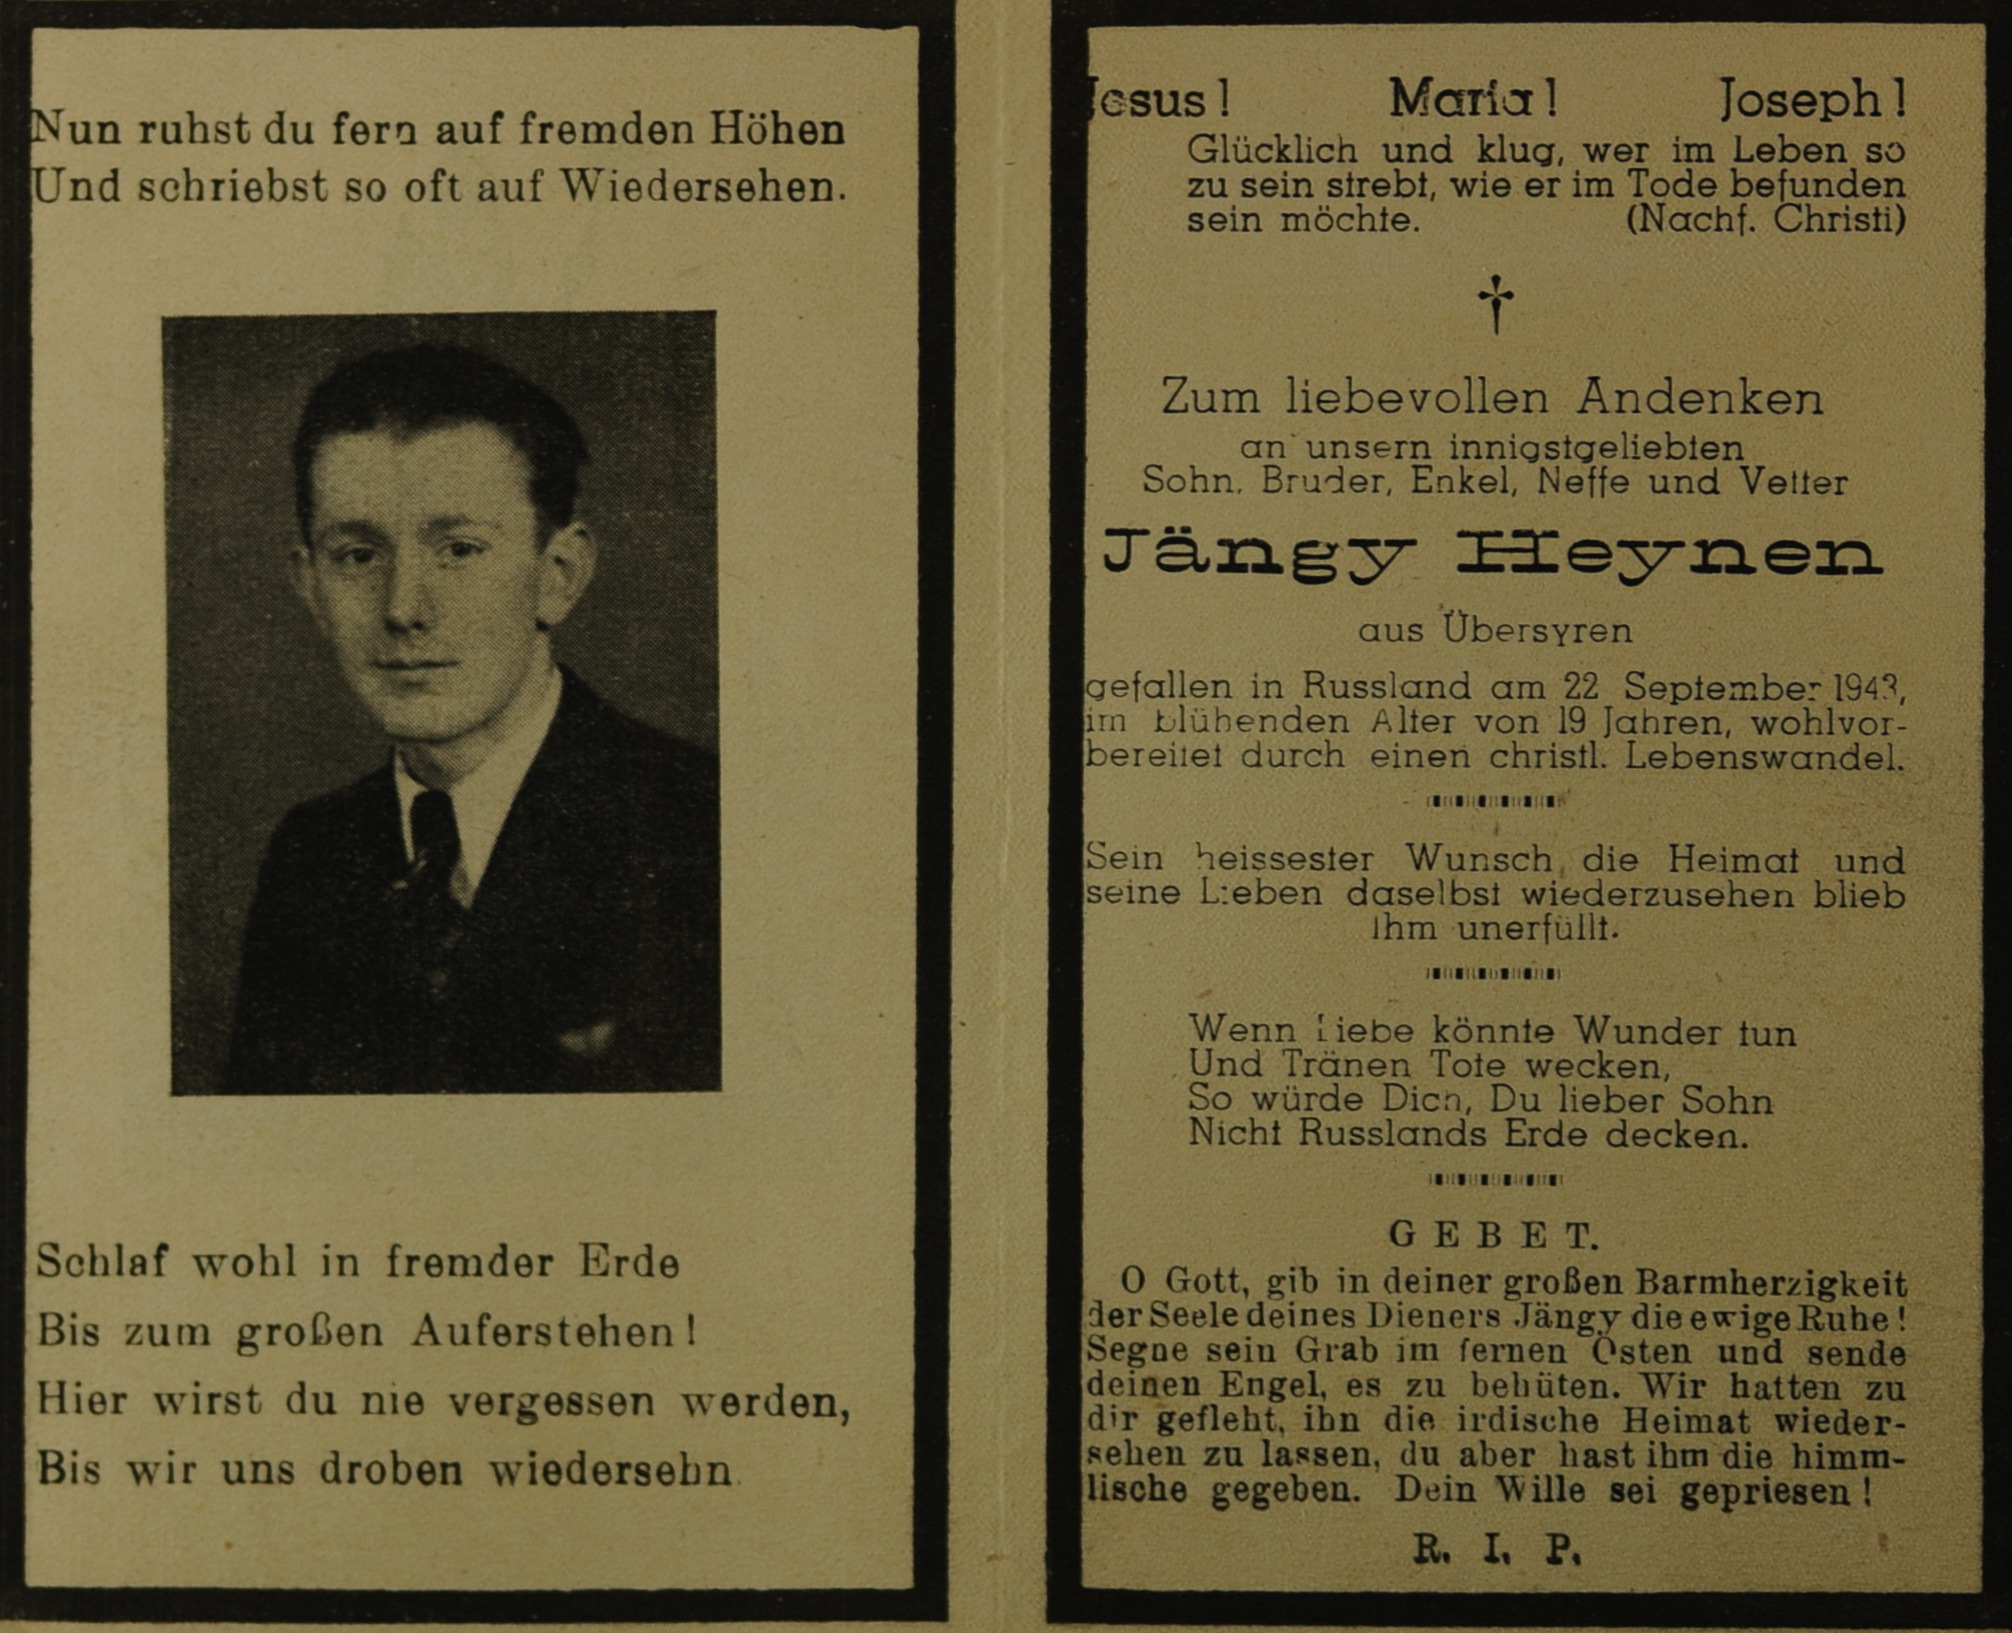 Nun ruhst du fern auf fremden Höhen
Und schriebst so oft auf Wiedersehen.
Schlaf wohl in fremder Erde
Bis zum großen Auferstehen!
Hier wirst du nie vergessen werden,
Bis wir uns droben wiedersehn.
Jesus! Maria! Joseph!
Glücklich und klug, wer im Leben so
zu sein strebt, wie er im Tode befunden
sein möchte. (Nachf. Christi)
†
Zum liebevollen Andenken
an unsern innigstgeliebten
Sohn, Bruder, Enkel, Neffe und Vetter
Jängy Heynen
aus Übersyren
gefallen in Russland am 22 September 1943,
im blühenden Alter von 19 Jahren, wohlvor-
bereitet durch einen christl. Lebenswandel.
Sein heissester Wunsch, die Heimat und
seine Lieben daselbst wiederzusehen blieb
ihm unerfüllt.
Wenn Liebe könnte Wunder tun
Und Tränen Tote wecken,
So würde Dich, Du lieber Sohn
Nicht Russlands Erde decken.
GEBET.
O Gott, gib in deiner großen Barmherzigkeit
der Seele deines Dieners Jängy die ewige Ruhe!
Segne sein Grab im fernen Osten und sende
deinen Engel, es zu behüten. Wir hatten zu
dir gefleht, ihn die irdische Heimat wieder-
sehen zu lassen, du aber hast ihm die himm-
lische gegeben. Dein Wille sei gepriesen!
R. I. P.